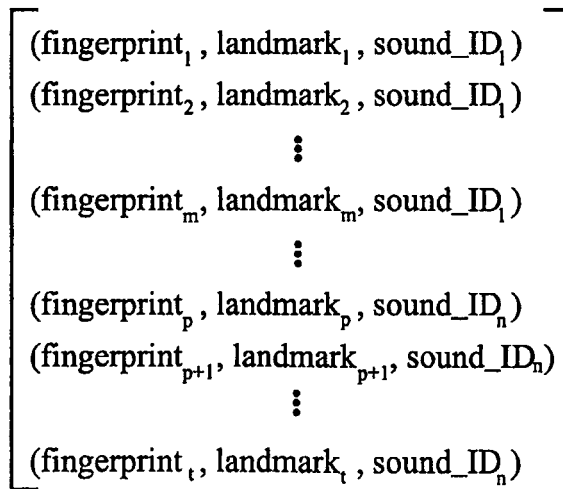 (fingerprint₁, landmark₁, sound_ID₁)
(fingerprint₂, landmark₂, sound_ID₁)
⋮
(fingerprintₘ, landmarkₘ, sound_ID₁)
⋮
(fingerprintₚ, landmarkₚ, sound_IDₙ)
(fingerprintₚ₊₁, landmarkₚ₊₁, sound_IDₙ)
⋮
(fingerprintₜ, landmarkₜ, sound_IDₙ)